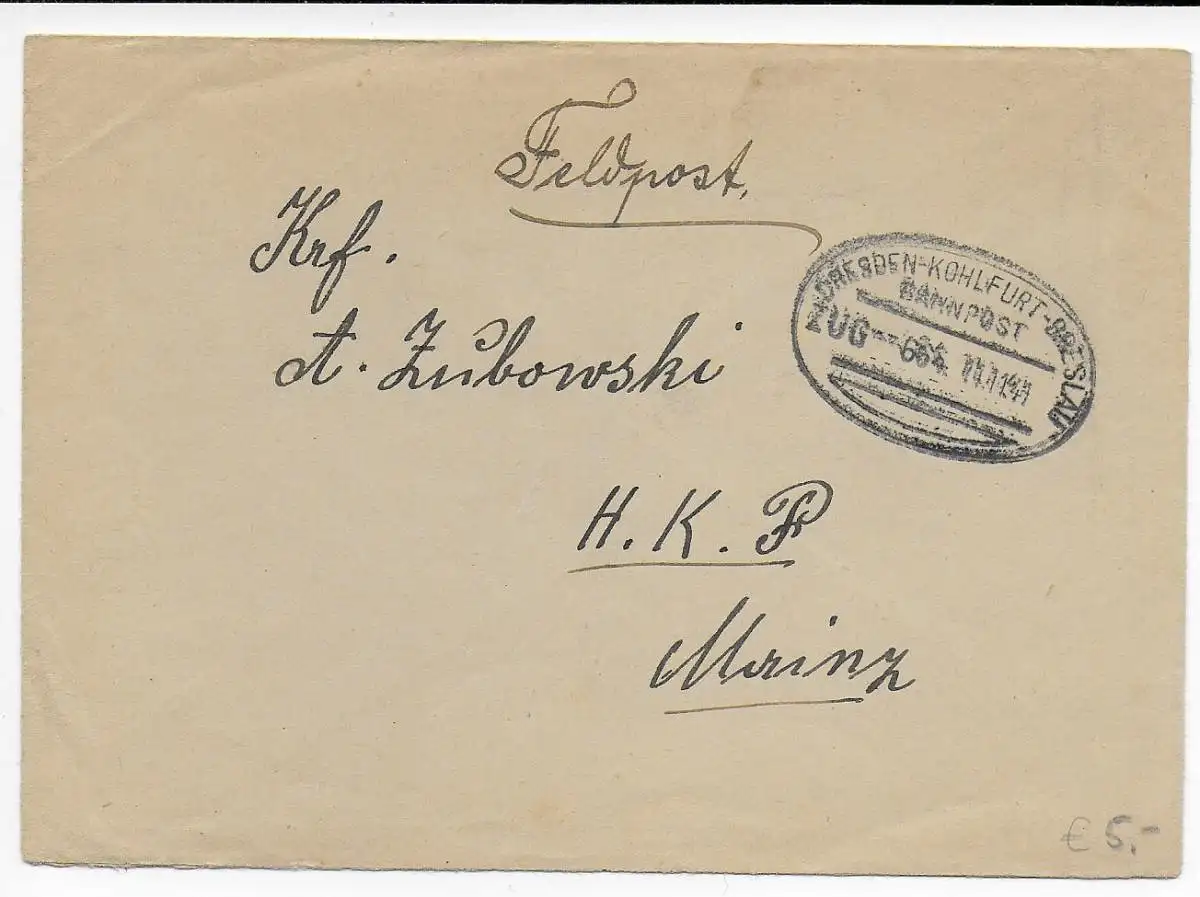 Feldpost.
Krf.
A. Zubowski
H. K. P
Mainz
DRESDEN-KOHLFURT-BRESLAU
BAHNPOST
ZUG
€ 5,-